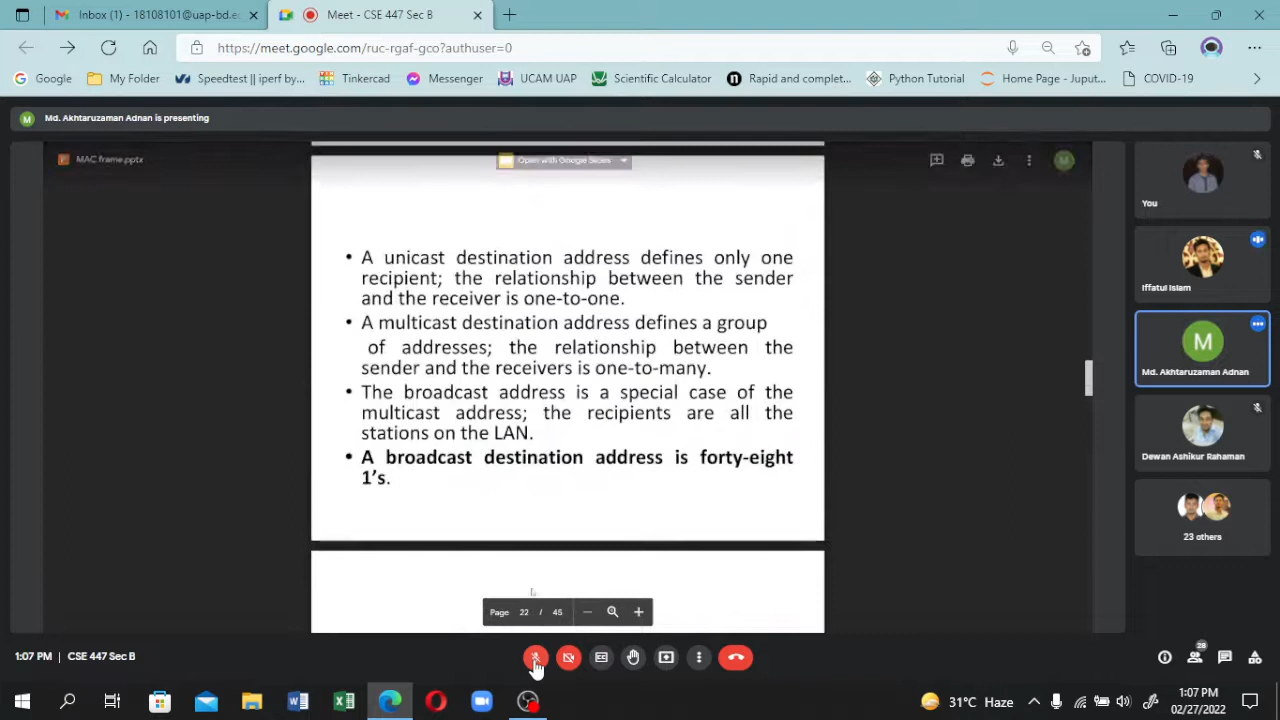 Inbox (1) - 18108101@uap-bd.e
Meet - CSE 447 Sec B
https://meet.google.com/ruc-rgaf-gco?authuser=0
Google
My Folder
Speedtest || iperf by...
Tinkercad
Messenger
UCAM UAP
Scientific Calculator
Rapid and complet...
Python Tutorial
Home Page - Juput...
COVID-19
M
Md. Akhtaruzaman Adnan is presenting
MAC frame.pptx
Open with Google Slides
M
• A unicast destination address defines only one
recipient; the relationship between the sender
and the receiver is one-to-one.
• A multicast destination address defines a group
of addresses; the relationship between the
sender and the receivers is one-to-many.
• The broadcast address is a special case of the
multicast address; the recipients are all the
stations on the LAN.
• A broadcast destination address is forty-eight
1's.
Page 22 / 45
You
Iffatul Islam
M
Md. Akhtaruzaman Adnan
Dewan Ashikur Rahaman
23 others
1:07 PM | CSE 447 Sec B
28
31°C Haze
1:07 PM
02/27/2022